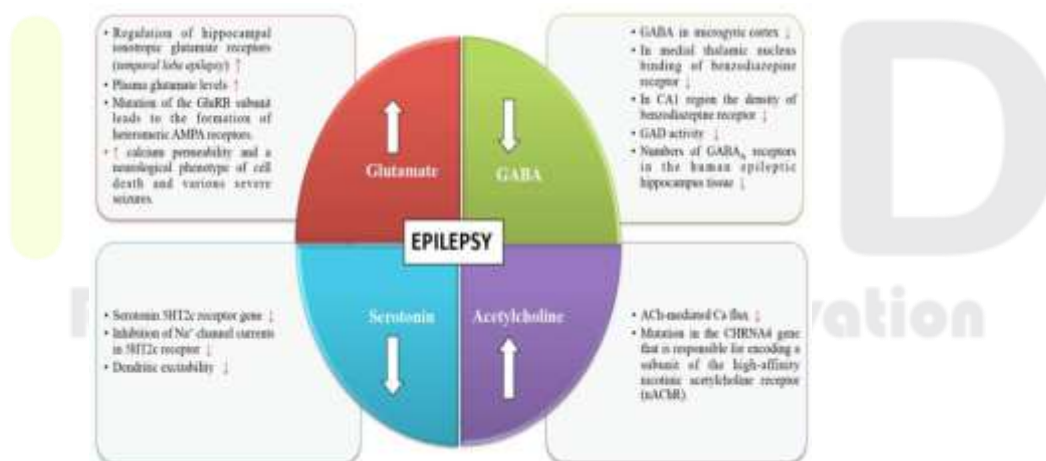 • Regulation of hippocampal
ionotropic glutamate receptors
(temporal lobe epilepsy) ↑
• Plasma glutamate levels ↑
• Mutation of the GluRB subunit
leads to the formation of
heteromeric AMPA receptors.
• ↑ calcium permeability and a
neurological phenotype of cell
death and various severe
seizures.
Glutamate
GABA
• GABA in microgytic cortex ↓
• In medial thalamic nucleus
binding of benzodiazepine
receptor ↓
• In CA1 region the density of
benzodiazepine receptor ↓
• GAD activity ↓
• Numbers of GABAA receptors
in the human epileptic
hippocampus tissue ↓
EPILEPSY
Serotonin
Acetylcholine
• Serotonin 5HT2c receptor gene ↓
• Inhibition of Na+ channel currents
in 5HT2c receptor ↓
• Dendrite excitability ↓
• ACh-mediated Ca flux ↓
• Mutation in the CHRNA4 gene
that is responsible for encoding a
subunit of the high-affinity
nicotinic acetylcholine receptor
(nAChR)
D
vation